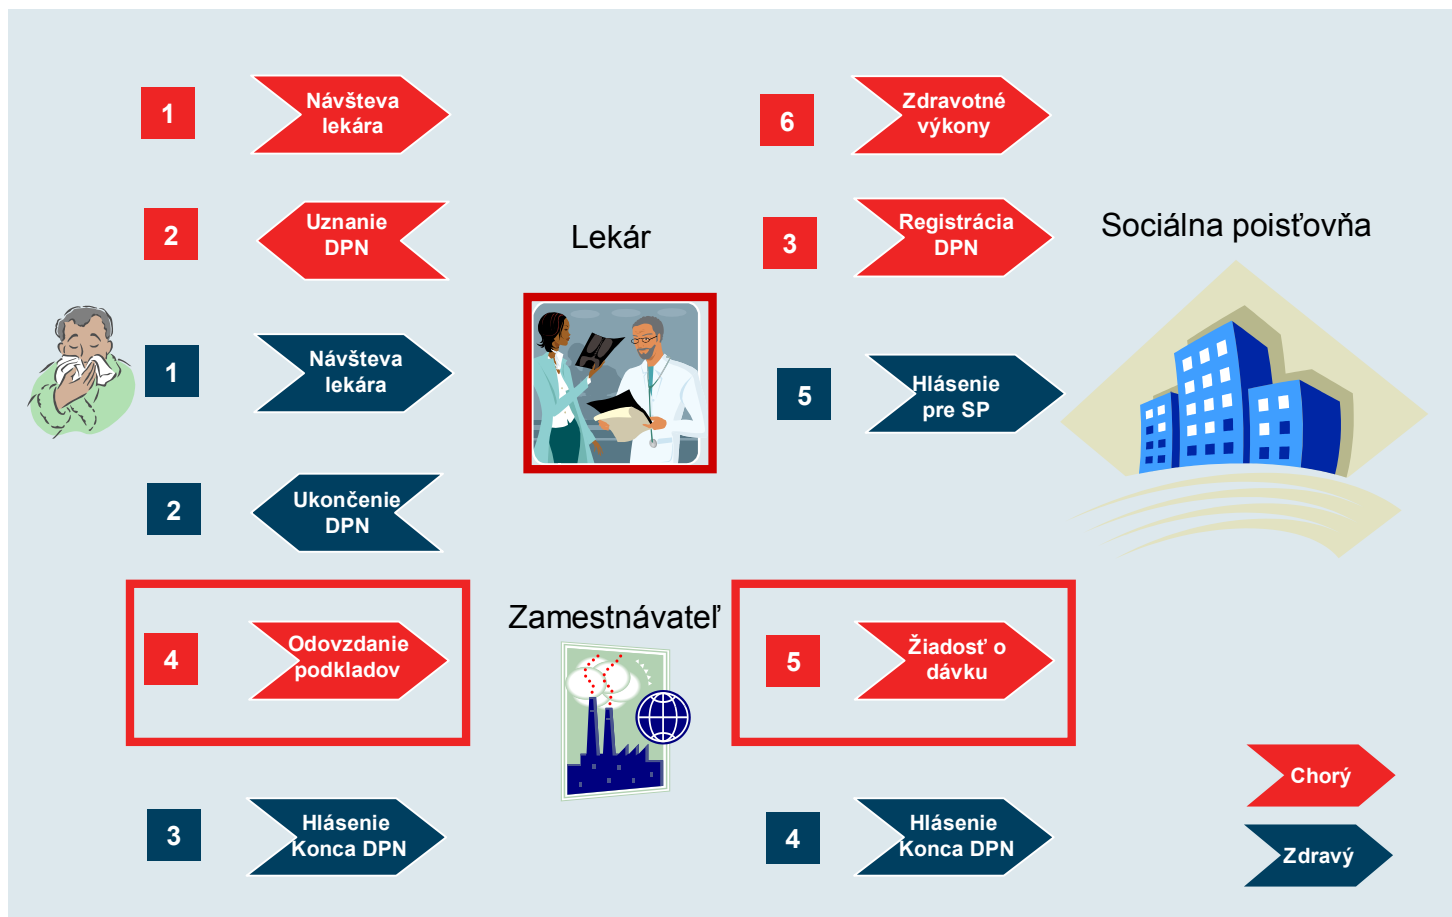 1
Návšteva
lekára
6
Zdravotné
výkony
2
Uznanie
DPN
Lekár
3
Registrácia
DPN
Sociálna poisťovňa
1
Návšteva
lekára
5
Hlásenie
pre SP
2
Ukončenie
DPN
Zamestnávateľ
4
Odovzdanie
podkladov
5
Žiadosť o
dávku
Chorý
3
Hlásenie
Konca DPN
4
Hlásenie
Konca DPN
Zdravý